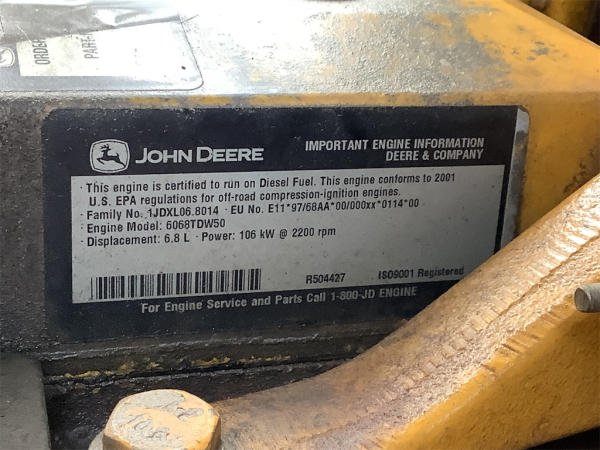 ORDER
PART
JOHN DEERE
IMPORTANT ENGINE INFORMATION
DEERE & COMPANY
· This engine is certified to run on Diesel Fuel. This engine conforms to 2001
U.S. EPA regulations for off-road compression-ignition engines.
· Family No. 1JDXL06.8014 · EU No. E11*97/68AA*00/000xx*0114*00
· Engine Model: 6068TDW50
· Displacement: 6.8 L · Power: 106 kW @ 2200 rpm
R504427
ISO9001 Registered
For Engine Service and Parts Call 1-800-JD ENGINE